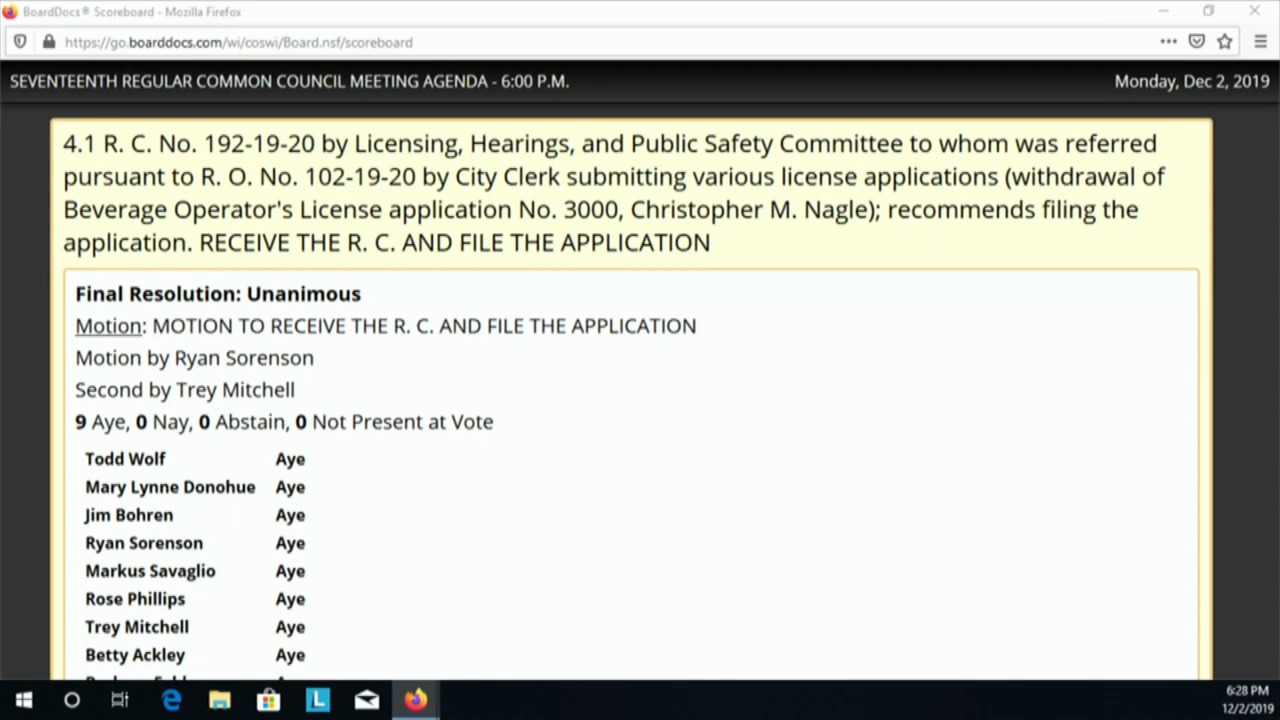 BoardDocs® Scoreboard - Mozilla Firefox
https://go.boarddocs.com/wi/coswi/Board.nsf/scoreboard
SEVENTEENTH REGULAR COMMON COUNCIL MEETING AGENDA - 6:00 P.M.
Monday, Dec 2, 2019
4.1 R. C. No. 192-19-20 by Licensing, Hearings, and Public Safety Committee to whom was referred
pursuant to R. O. No. 102-19-20 by City Clerk submitting various license applications (withdrawal of
Beverage Operator's License application No. 3000, Christopher M. Nagle); recommends filing the
application. RECEIVE THE R. C. AND FILE THE APPLICATION
Final Resolution: Unanimous
Motion: MOTION TO RECEIVE THE R. C. AND FILE THE APPLICATION
Motion by Ryan Sorenson
Second by Trey Mitchell
9 Aye, 0 Nay, 0 Abstain, 0 Not Present at Vote
Todd Wolf Aye
Mary Lynne Donohue Aye
Jim Bohren Aye
Ryan Sorenson Aye
Markus Savaglio Aye
Rose Phillips Aye
Trey Mitchell Aye
Betty Ackley Aye
L
6:28 PM
12/2/2019